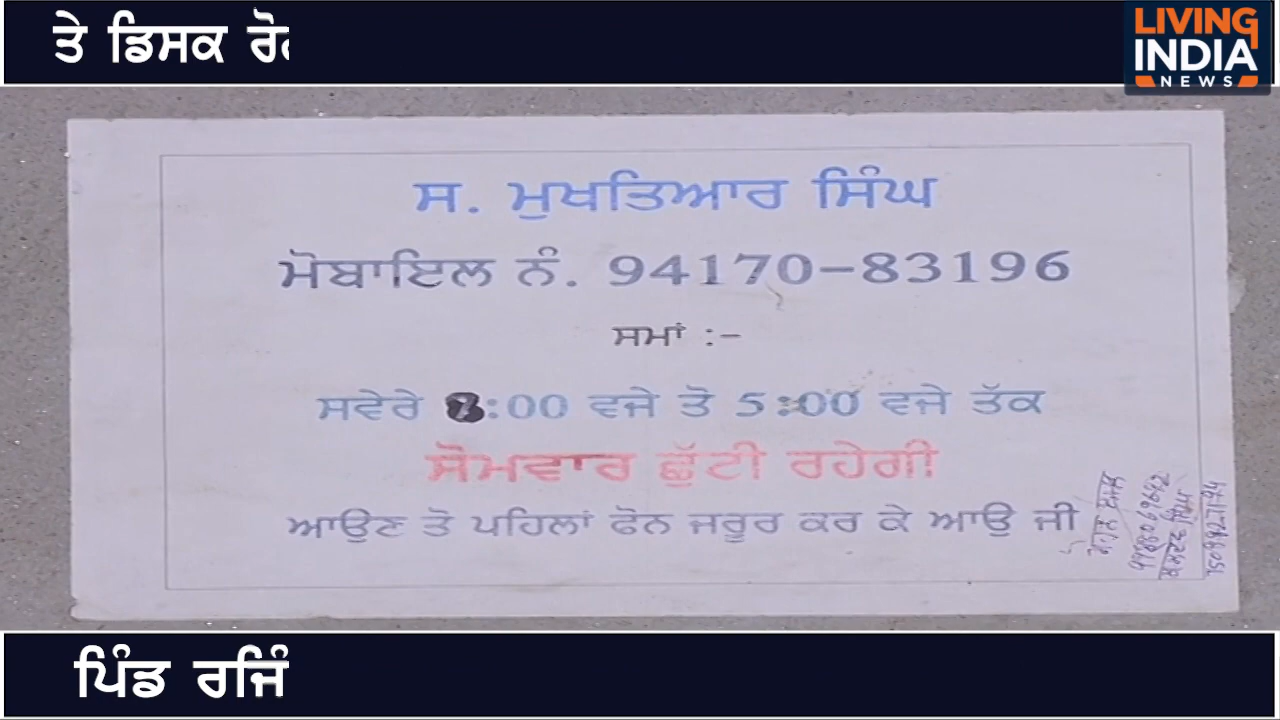 ਤੇ ਡਿਸਕ
LIVING
INDIA
NEWS
ਸ. ਮੁਖਤਿਆਰ ਸਿੰਘ
ਮੋਬਾਇਲ ਨੰ. 94170-83196
ਸਮਾਂ :-
ਸਵੇਰੇ 8:00 ਵਜੇ ਤੋ 5:00 ਵਜੇ ਤੱਕ
ਸੋਮਵਾਰ ਛੁੱਟੀ ਰਹੇਗੀ
ਆਉਣ ਤੋ ਪਹਿਲਾਂ ਫੋਨ ਜਰੂਰ ਕਰ ਕੇ ਆਉ ਜੀ
ਪਿੰਡ ਰਜਿੰ